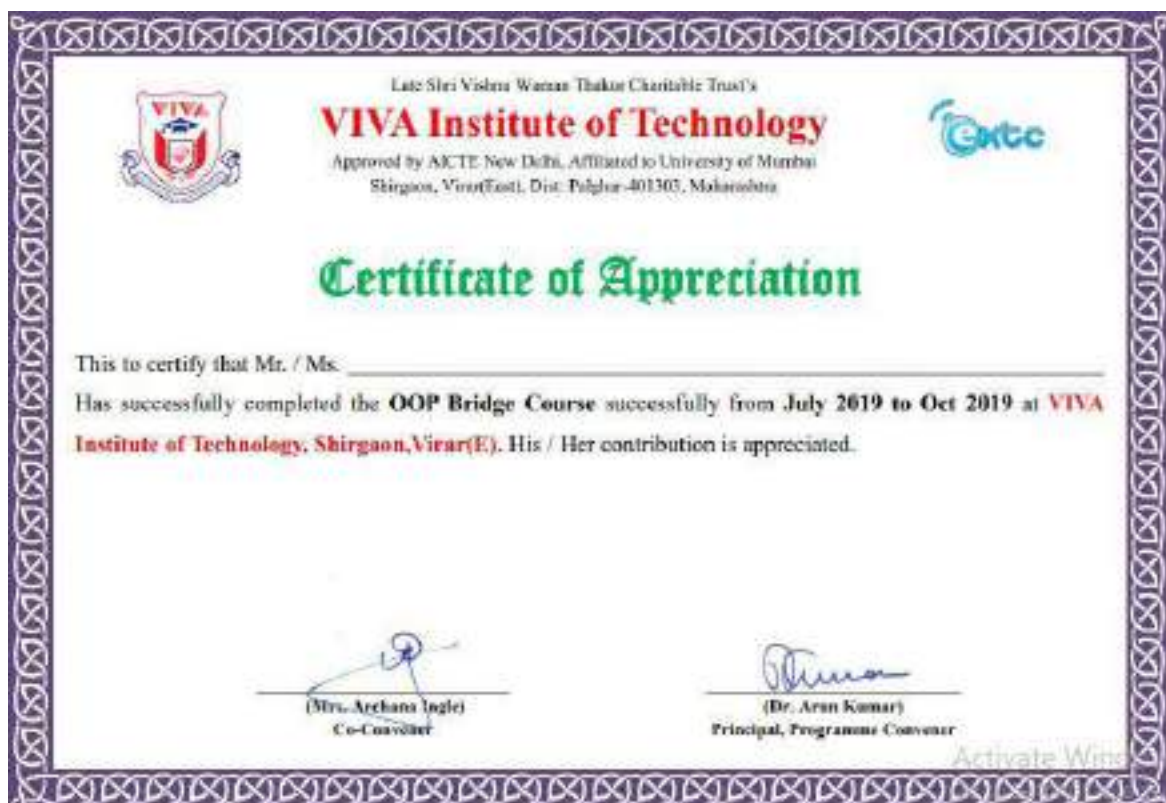 Late Shri Vishnu Waman Thakur Charitable Trust's
VIVA
VIVA Institute of Technology
extc
Approved by AICTE New Delhi, Affiliated to University of Mumbai
Shirgaon, Virar(East), Dist: Palghar-401303, Maharashtra
Certificate of Appreciation
This to certify that Mr. / Ms.
Has successfully completed the OOP Bridge Course successfully from July 2019 to Oct 2019 at VIVA
Institute of Technology, Shirgaon,Virar(E). His / Her contribution is appreciated.
(Mrs. Archana Ingle)
Co-Convener
(Dr. Arun Kumar)
Principal, Programme Convener
Activate Wind